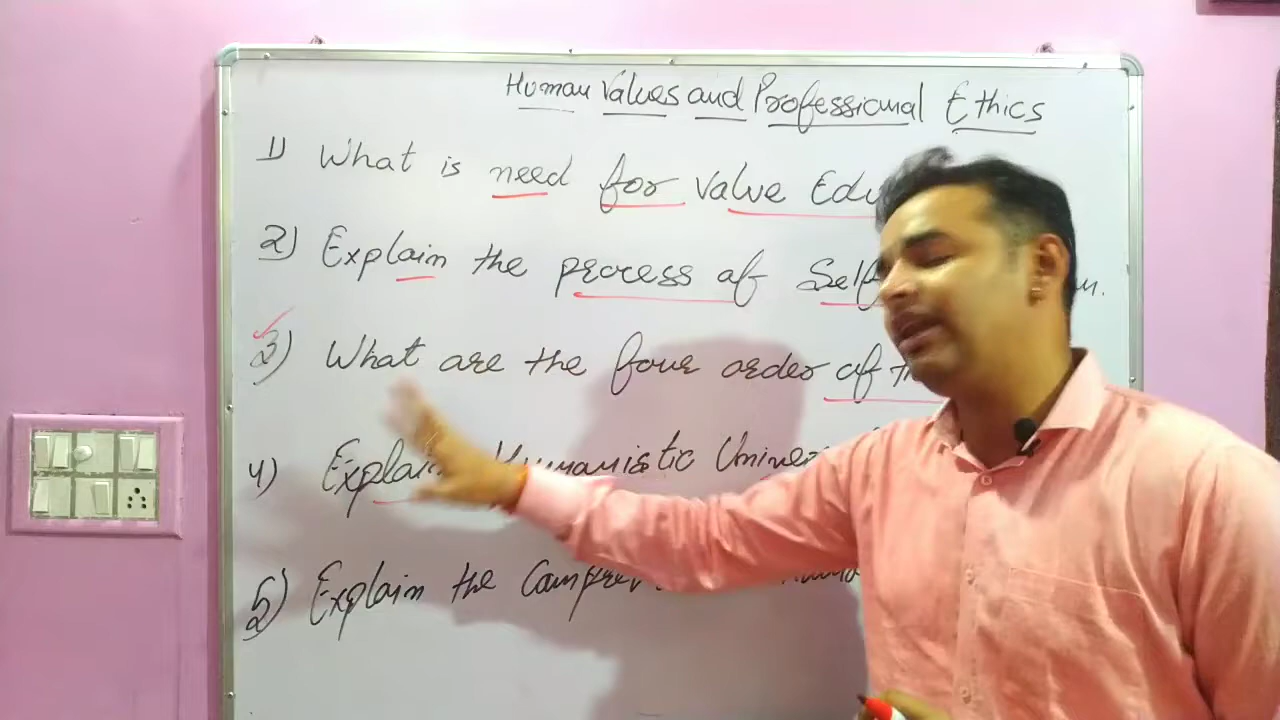 Human Values and Professional Ethics
1) What is need for Value Edu
2) Explain the process of Self
3) What are the four order of
4) Explain Humanistic Univer
5) Explain the